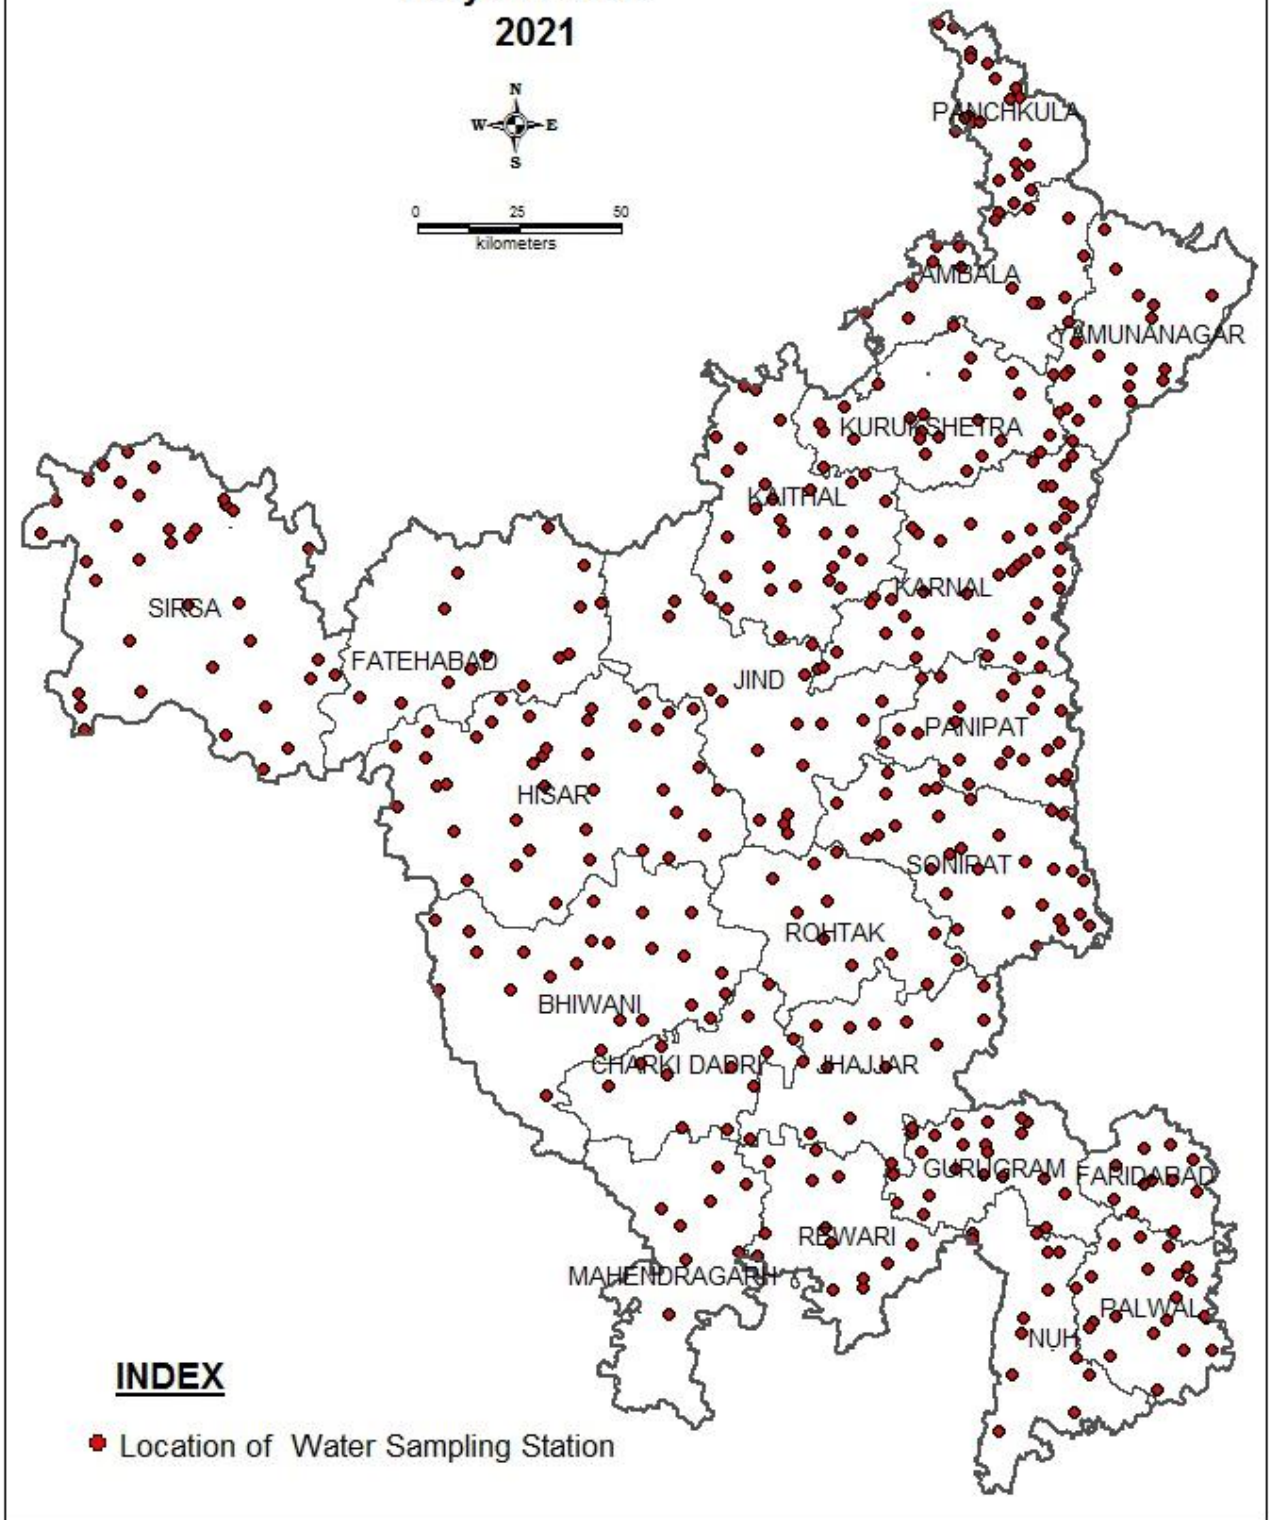 2021
N
W E
S
0 25 50
kilometers
PANCHKULA
AMBALA
YAMUNANAGAR
KURUKSHETRA
KAITHAL
KARNAL
SIRSA
FATEHABAD
JIND
PANIPAT
HISAR
SONIPAT
ROHTAK
BHIWANI
CHARKI DADRI
JHAJJAR
GURUGRAM
FARIDABAD
REWARI
MAHENDRAGARH
PALWAL
NUH
INDEX
Location of Water Sampling Station